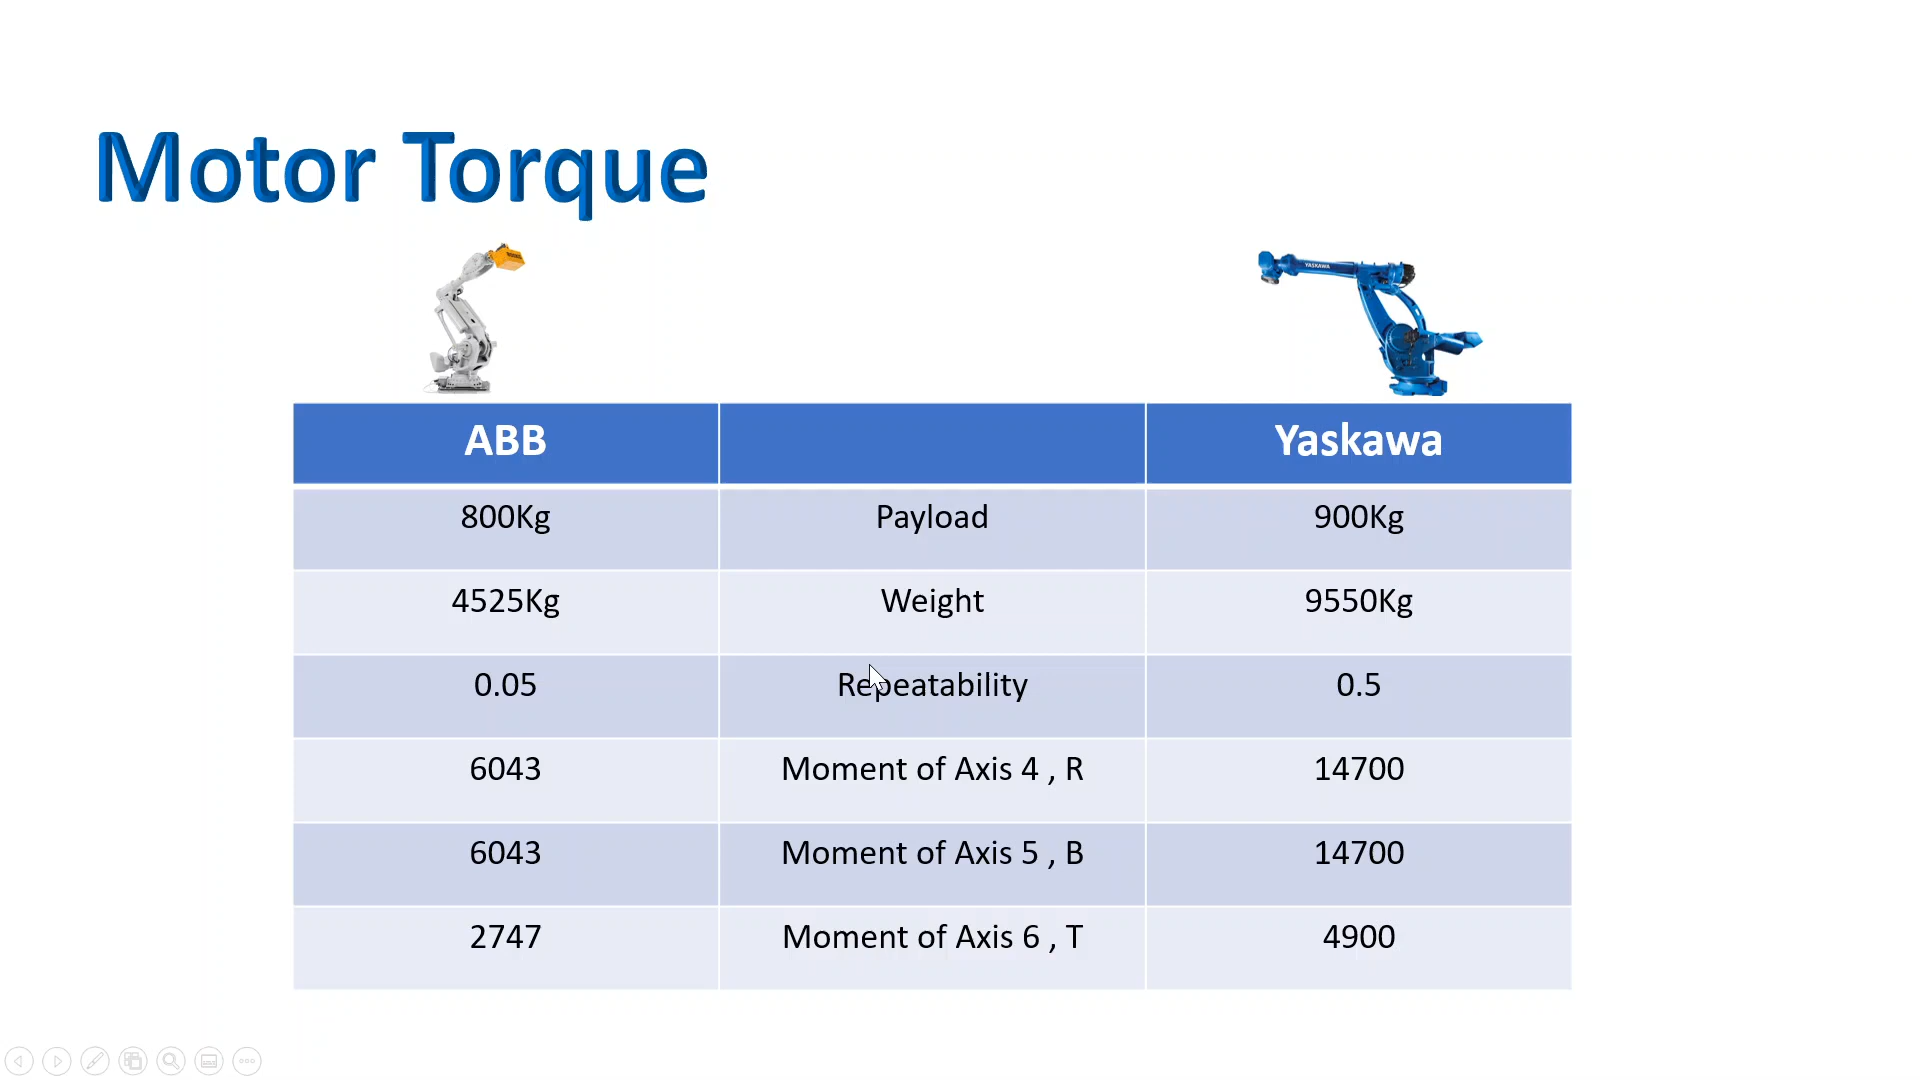 Motor Torque
YASKAWA
ABB Yaskawa
800Kg Payload 900Kg
4525Kg Weight 9550Kg
0.05 Repeatability 0.5
6043 Moment of Axis 4 , R 14700
6043 Moment of Axis 5 , B 14700
2747 Moment of Axis 6 , T 4900